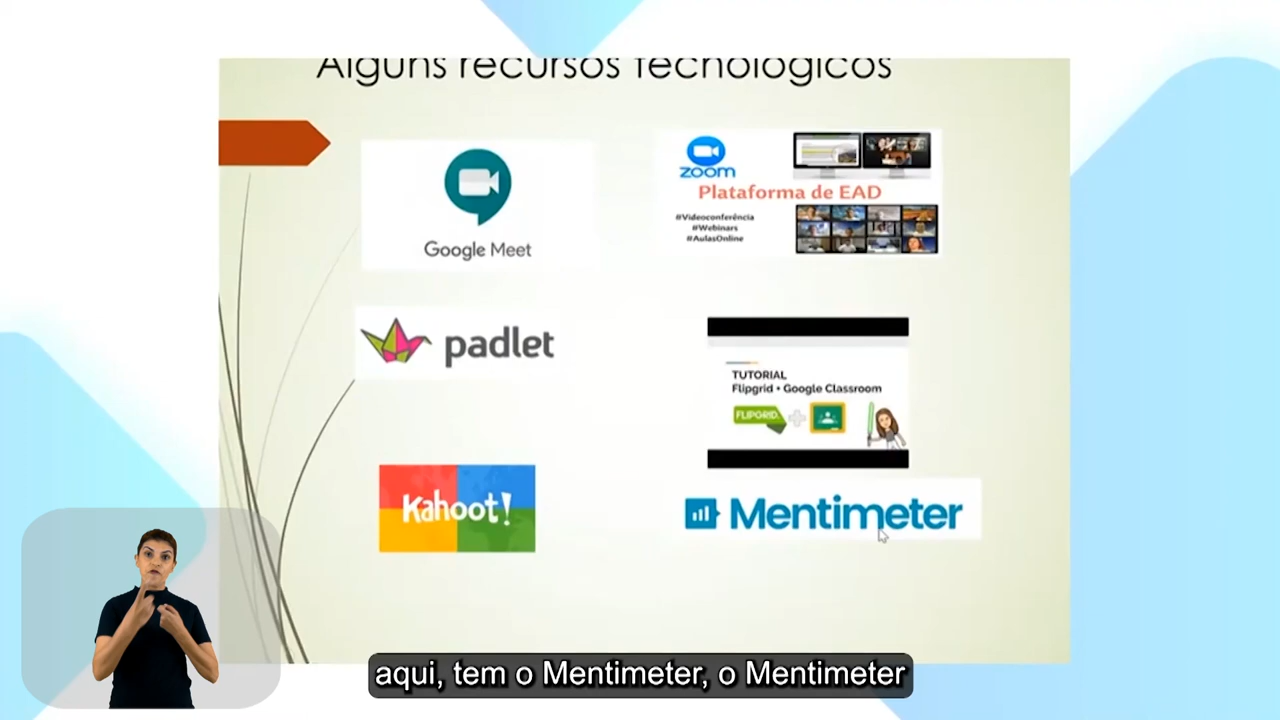 Alguns recursos tecnológicos
zoom
Plataforma de EAD
#Videoconferência
#Webinars
#AulasOnline
Google Meet
padlet
TUTORIAL
Flipgrid + Google Classroom
FLIPGRID.
Kahoot!
Mentimeter
aqui, tem o Mentimeter, o Mentimeter